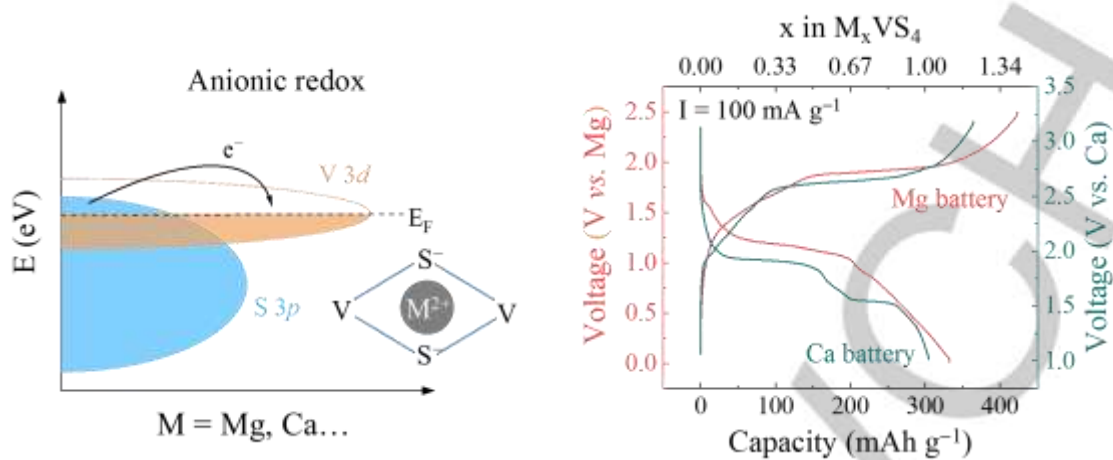 Anionic redox
E (eV)
e⁻
V 3d
E_F
S 3p
S⁻
V
M²⁺
V
S⁻
M = Mg, Ca...
x in MₓVS₄
0.00 0.33 0.67 1.00 1.34
I = 100 mA g⁻¹
Voltage (V vs. Mg)
2.5
2.0
1.5
1.0
0.5
0.0
Mg battery
Ca battery
3.5
3.0
2.5
2.0
1.5
1.0
Voltage (V vs. Ca)
0 100 200 300 400
Capacity (mAh g⁻¹)